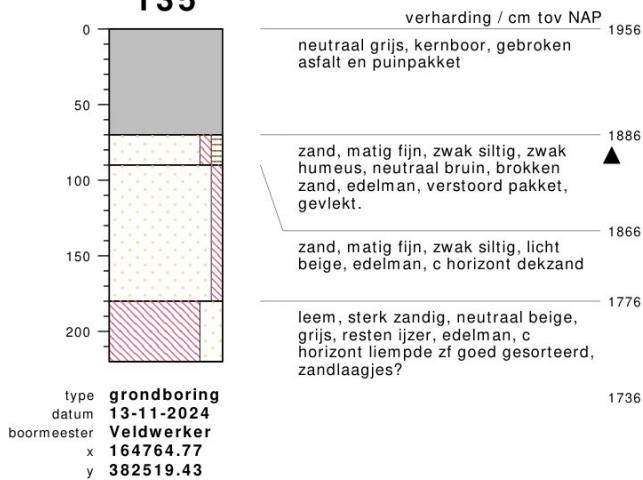 135
verharding / cm tov NAP
0
1956
neutraal grijs, kernboor, gebroken
asfalt en puinpakket
50
1886
zand, matig fijn, zwak siltig, zwak
humeus, neutraal bruin, brokken
zand, edelman, verstoord pakket,
gevlekt.
100
1866
zand, matig fijn, zwak siltig, licht
beige, edelman, c horizont dekzand
150
1776
leem, sterk zandig, neutraal beige,
grijs, resten ijzer, edelman, c
horizont liempde zf goed gesorteerd,
zandlaagjes?
200
1736
type grondboring
datum 13-11-2024
boormeester Veldwerker
x 164764.77
y 382519.43